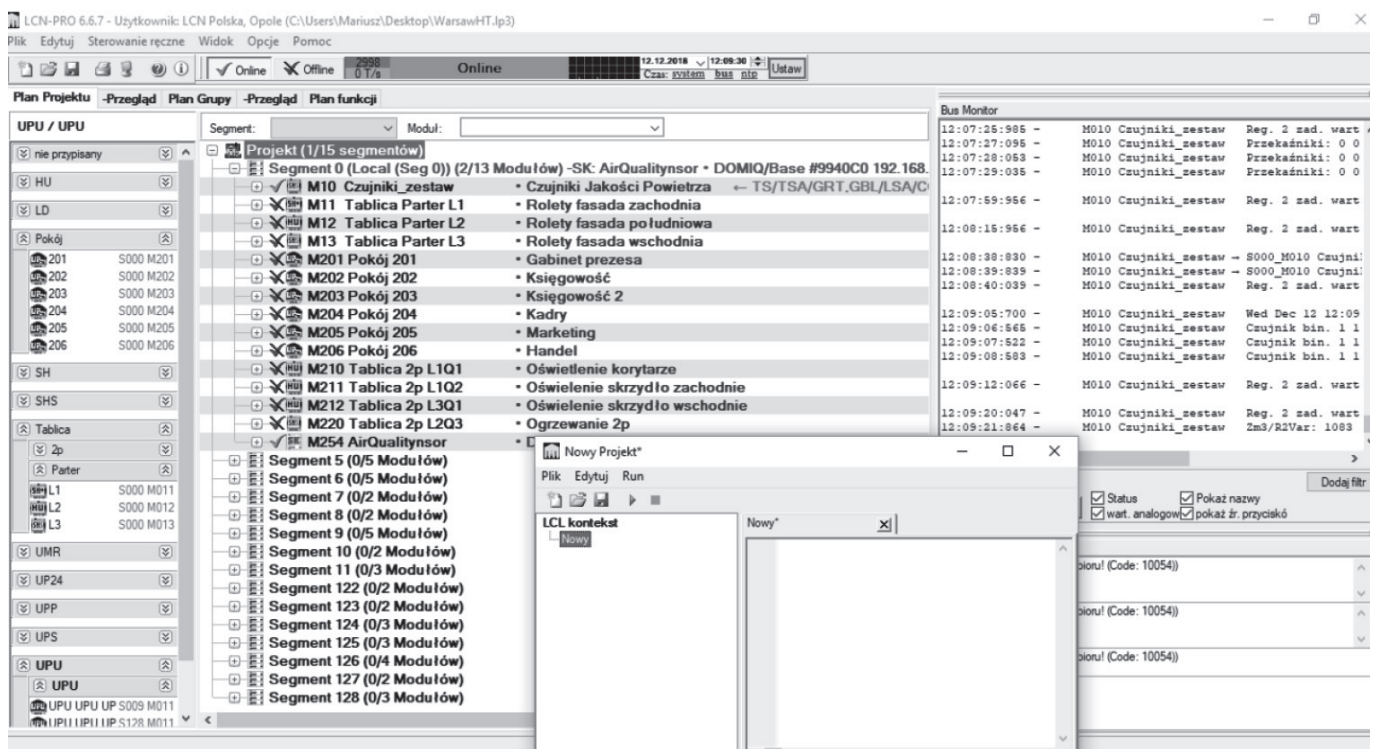 LCN-PRO 6.6.7 - Użytkownik: LCN Polska, Opole (C:\Users\Mariusz\Desktop\WarsawHT.lp3)
Plik Edytuj Sterowanie ręczne Widok Opcje Pomoc
Online Offline 2998 0 T/s Online 12.12.2018 12:09:30 Czas: system bus ntp Ustaw
Plan Projektu -Przegląd Plan Grupy -Przegląd Plan funkcji
UPU / UPU
nie przypisany
HU
LD
Pokój
201 S000 M201
202 S000 M202
203 S000 M203
204 S000 M204
205 S000 M205
206 S000 M206
SH
SHS
Tablica
2p
Parter
L1 S000 M011
L2 S000 M012
L3 S000 M013
UMR
UP24
UPP
UPS
UPU
UPU
UPU UPU UP S009 M011
UPU UPU UP S128 M011
Segment: Moduł:
Projekt (1/15 segmentów)
Segment 0 (Local (Seg 0)) (2/13 Modułów) -SK: AirQualitynsor • DOMIQ/Base #9940C0 192.168.
M10 Czujniki_zestaw • Czujniki Jakości Powietrza ← TS/TSA/GRT,GBL/LSA/C
M11 Tablica Parter L1 • Rolety fasada zachodnia
M12 Tablica Parter L2 • Rolety fasada południowa
M13 Tablica Parter L3 • Rolety fasada wschodnia
M201 Pokój 201 • Gabinet prezesa
M202 Pokój 202 • Księgowość
M203 Pokój 203 • Księgowość 2
M204 Pokój 204 • Kadry
M205 Pokój 205 • Marketing
M206 Pokój 206 • Handel
M210 Tablica 2p L1Q1 • Oświetlenie korytarze
M211 Tablica 2p L1Q2 • Oświelenie skrzydło zachodnie
M212 Tablica 2p L3Q1 • Oświelenie skrzydło wschodnie
M220 Tablica 2p L2Q3 • Ogrzewanie 2p
M254 AirQualitynsor • D
Segment 5 (0/5 Modułów)
Segment 6 (0/5 Modułów)
Segment 7 (0/2 Modułów)
Segment 8 (0/2 Modułów)
Segment 9 (0/5 Modułów)
Segment 10 (0/2 Modułów)
Segment 11 (0/3 Modułów)
Segment 122 (0/2 Modułów)
Segment 123 (0/2 Modułów)
Segment 124 (0/3 Modułów)
Segment 125 (0/3 Modułów)
Segment 126 (0/4 Modułów)
Segment 127 (0/2 Modułów)
Segment 128 (0/3 Modułów)
Nowy Projekt*
Plik Edytuj Run
LCL kontekst
Nowy
Nowy*
Bus Monitor
12:07:25:985 - M010 Czujniki_zestaw Reg. 2 zad. wart
12:07:27:095 - M010 Czujniki_zestaw Przekaźniki: 0 0
12:07:28:053 - M010 Czujniki_zestaw Przekaźniki: 0 0
12:07:29:035 - M010 Czujniki_zestaw Przekaźniki: 0 0
12:07:59:956 - M010 Czujniki_zestaw Reg. 2 zad. wart
12:08:15:956 - M010 Czujniki_zestaw Reg. 2 zad. wart
12:08:38:830 - M010 Czujniki_zestaw → S000_M010 Czujni
12:08:39:839 - M010 Czujniki_zestaw → S000_M010 Czujni
12:08:40:039 - M010 Czujniki_zestaw Reg. 2 zad. wart
12:09:05:700 - M010 Czujniki_zestaw Wed Dec 12 12:09
12:09:06:565 - M010 Czujniki_zestaw Czujnik bin. 1 1
12:09:07:522 - M010 Czujniki_zestaw Czujnik bin. 1 1
12:09:08:583 - M010 Czujniki_zestaw Czujnik bin. 1 1
12:09:12:066 - M010 Czujniki_zestaw Reg. 2 zad. wart
12:09:20:047 - M010 Czujniki_zestaw Reg. 2 zad. wart
12:09:21:864 - M010 Czujniki_zestaw Zm3/R2Var: 1083
Dodaj filtr
Status Pokaż nazwy
wart. analogow pokaż źr. przyciskó
bioru! (Code: 10054))
bioru! (Code: 10054))
bioru! (Code: 10054))